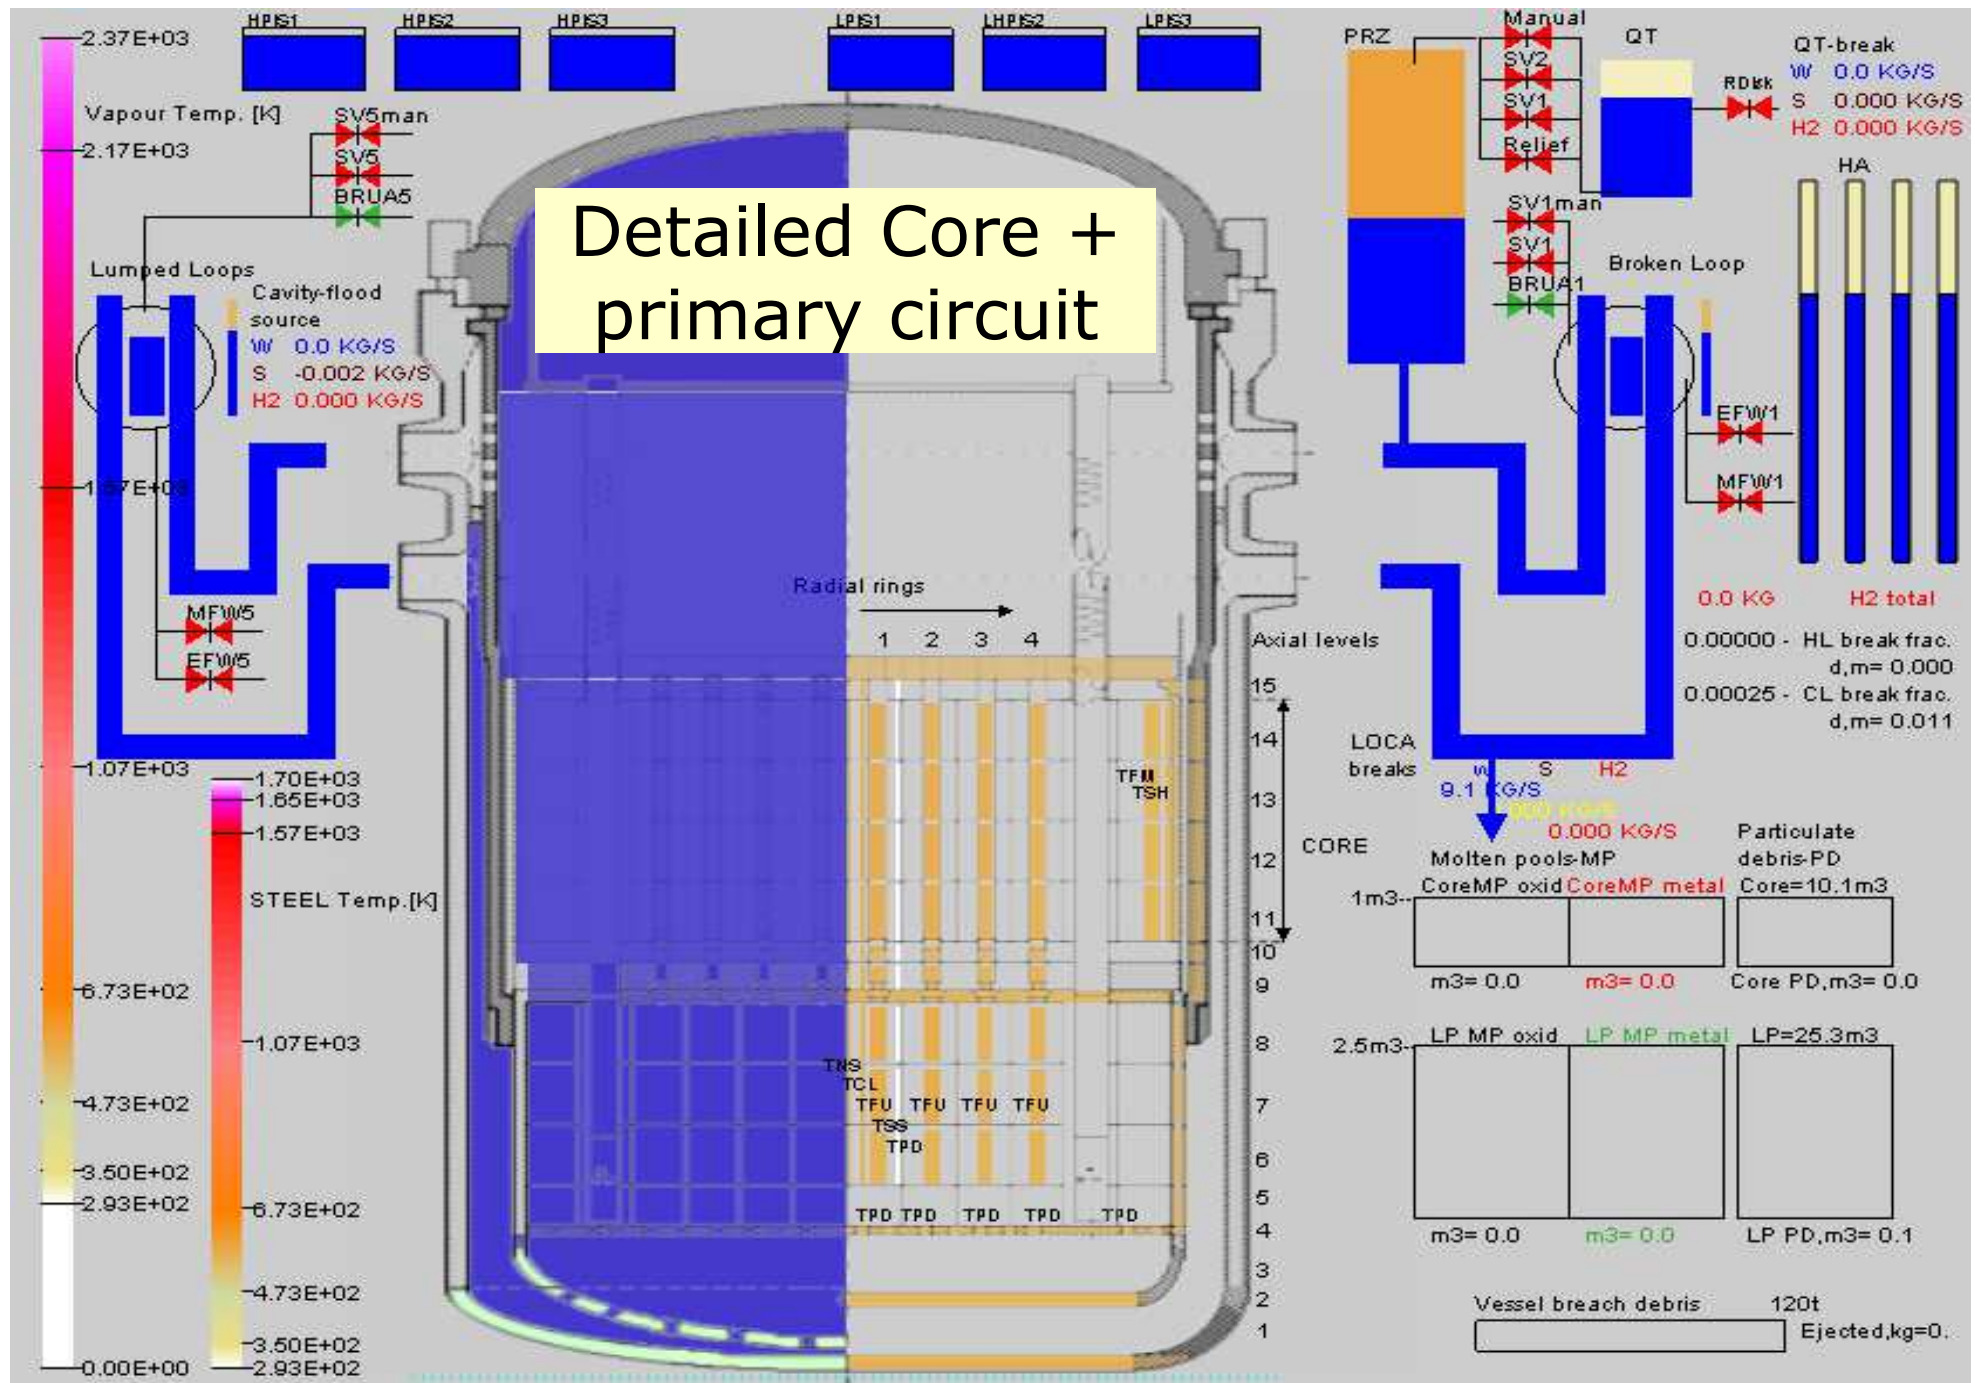 HPIS1
HPIS2
HPIS3
LPIS1
LHPIS2
LPIS3
2.37E+03
Vapour Temp. [K]
2.17E+03
1.07E+03
6.73E+02
4.73E+02
3.50E+02
2.93E+02
0.00E+00
SV5man
SV5
BRUA5
Lumped Loops
Cavity-flood
source
W 0.0 KG/S
S -0.002 KG/S
H2 0.000 KG/S
MFW5
EFW5
1.70E+03
1.65E+03
1.57E+03
STEEL Temp.[K]
1.07E+03
6.73E+02
4.73E+02
3.50E+02
2.93E+02
Detailed Core +
primary circuit
Radial rings
1 2 3 4
Axial levels
15
14
13
12
11
10
9
8
7
6
5
4
3
2
1
CORE
TFM
TSH
TNS
TCL
TFU TFU TFU TFU
TSS
TPD
TPD TPD TPD TPD TPD
PRZ
Manual
SV2
SV1
Relief
QT
RDisk
QT-break
W 0.0 KG/S
S 0.000 KG/S
H2 0.000 KG/S
HA
SV1man
SV1
BRUA1
Broken Loop
EFW1
MFW1
0.0 KG H2 total
0.00000 - HL break frac.
d,m= 0.000
0.00025 - CL break frac.
d,m= 0.011
LOCA
breaks
W S H2
9.1 KG/S
0.000 KG/S
Molten pools-MP
CoreMP oxid CoreMP metal
1m3--
m3= 0.0 m3= 0.0
Particulate
debris-PD
Core=10.1m3
Core PD,m3= 0.0
LP MP oxid LP MP metal LP=25.3m3
2.5m3--
m3= 0.0 m3= 0.0 LP PD,m3= 0.1
Vessel breach debris 120t
Ejected,kg=0.